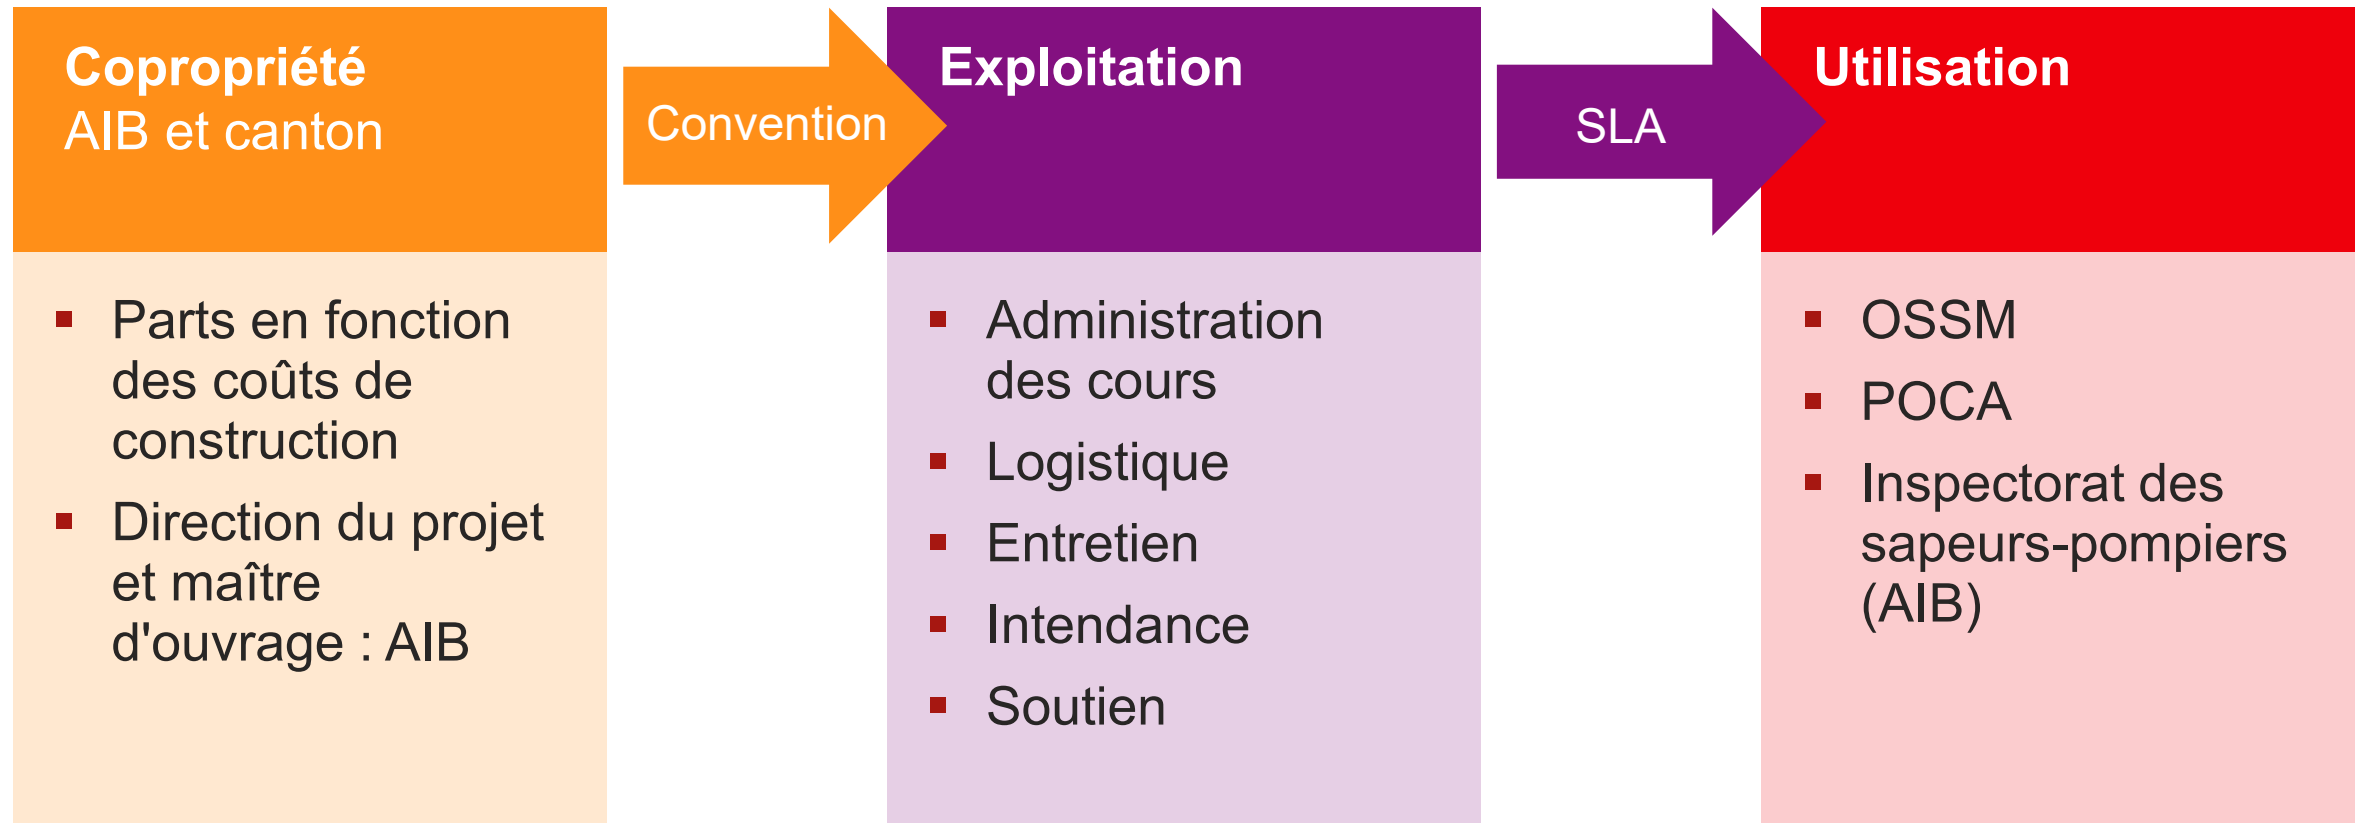 Copropriété
AIB et canton
Parts en fonction
des coûts de
construction
Direction du projet
et maître
d'ouvrage : AIB
Convention
Exploitation
Administration
des cours
Logistique
Entretien
Intendance
Soutien
SLA
Utilisation
OSSM
POCA
Inspectorat des
sapeurs-pompiers
(AIB)